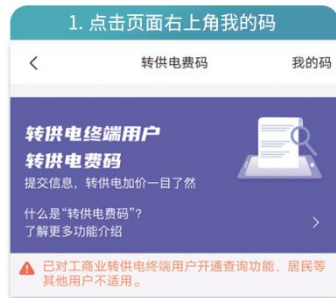 1. 点击页面右上角我的码
转供电费码 我的码
转供电终端用户
转供电费码
提交信息，转供电加价一目了然
什么是“转供电费码”?
了解更多功能介绍
已对工商业转供电终端用户开通查询功能，居民等
其他用户不适用。